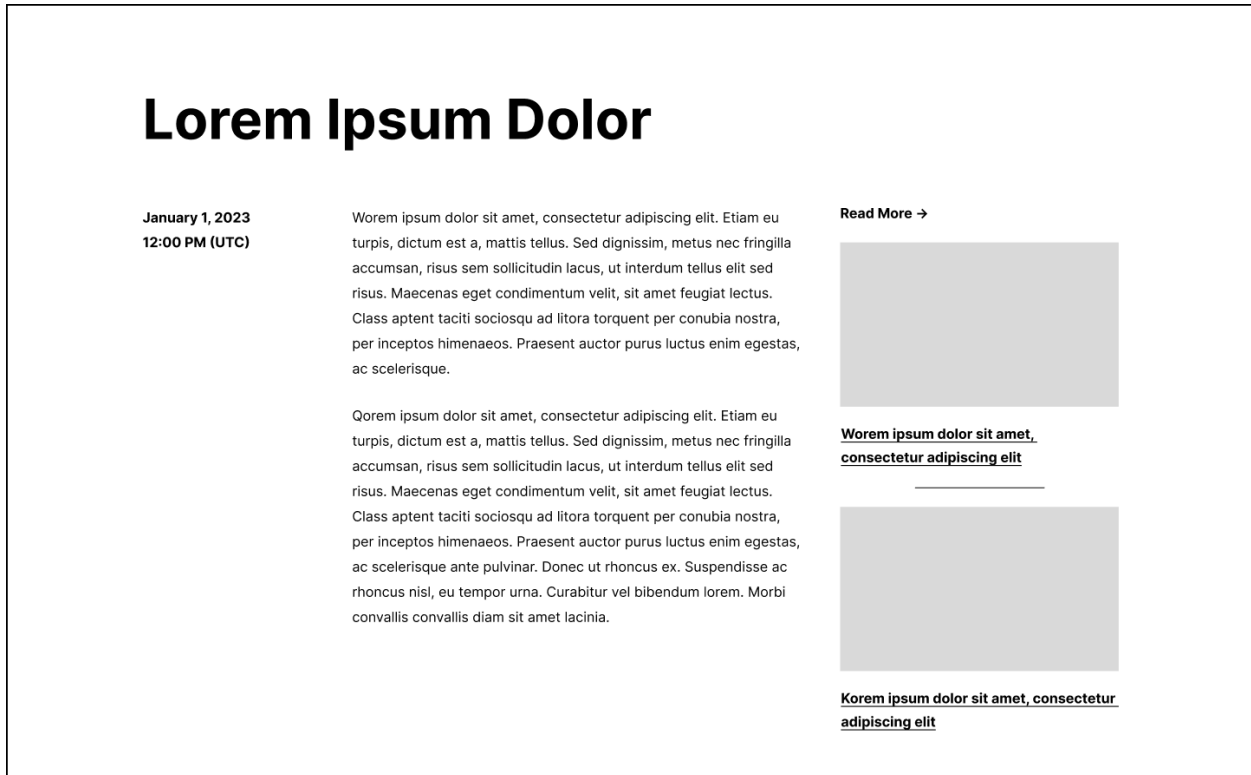 Lorem Ipsum Dolor
January 1, 2023
12:00 PM (UTC)
Worem ipsum dolor sit amet, consectetur adipiscing elit. Etiam eu
turpis, dictum est a, mattis tellus. Sed dignissim, metus nec fringilla
accumsan, risus sem sollicitudin lacus, ut interdum tellus elit sed
risus. Maecenas eget condimentum velit, sit amet feugiat lectus.
Class aptent taciti sociosqu ad litora torquent per conubia nostra,
per inceptos himenaeos. Praesent auctor purus luctus enim egestas,
ac scelerisque.
Qorem ipsum dolor sit amet, consectetur adipiscing elit. Etiam eu
turpis, dictum est a, mattis tellus. Sed dignissim, metus nec fringilla
accumsan, risus sem sollicitudin lacus, ut interdum tellus elit sed
risus. Maecenas eget condimentum velit, sit amet feugiat lectus.
Class aptent taciti sociosqu ad litora torquent per conubia nostra,
per inceptos himenaeos. Praesent auctor purus luctus enim egestas,
ac scelerisque ante pulvinar. Donec ut rhoncus ex. Suspendisse ac
rhoncus nisl, eu tempor urna. Curabitur vel bibendum lorem. Morbi
convallis convallis diam sit amet lacinia.
Read More →
Worem ipsum dolor sit amet,
consectetur adipiscing elit
Korem ipsum dolor sit amet, consectetur
adipiscing elit